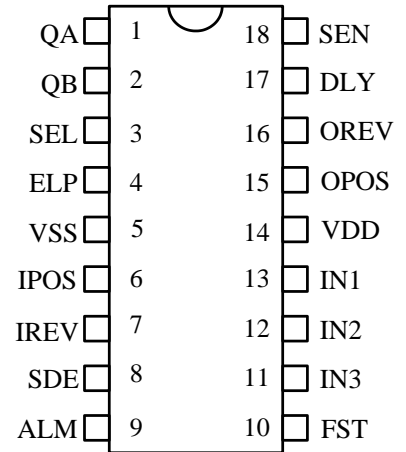 QA 1 18 SEN
QB 2 17 DLY
SEL 3 16 OREV
ELP 4 15 OPOS
VSS 5 14 VDD
IPOS 6 13 IN1
IREV 7 12 IN2
SDE 8 11 IN3
ALM 9 10 FST